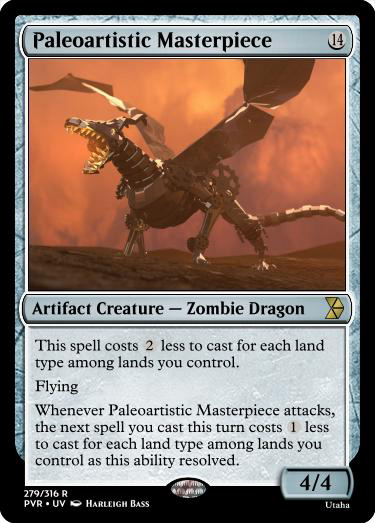 Paleoartistic Masterpiece 14
Artifact Creature — Zombie Dragon
This spell costs 2 less to cast for each land
type among lands you control.
Flying
Whenever Paleoartistic Masterpiece attacks,
the next spell you cast this turn costs 1 less
to cast for each land type among lands you
control as this ability resolved.
4/4
279/316 R
PVR • UV Harleigh Bass
Utaha